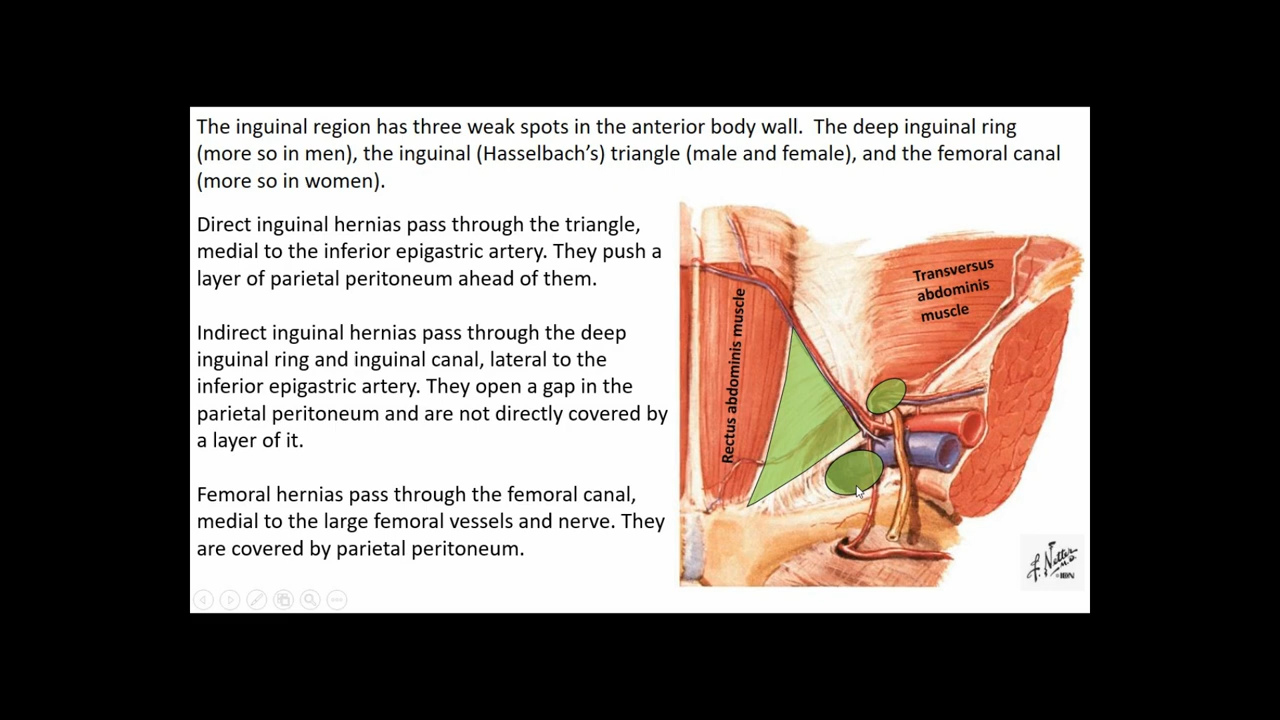 The inguinal region has three weak spots in the anterior body wall.  The deep inguinal ring
(more so in men), the inguinal (Hasselbach’s) triangle (male and female), and the femoral canal
(more so in women).
Direct inguinal hernias pass through the triangle,
medial to the inferior epigastric artery. They push a
layer of parietal peritoneum ahead of them.
Indirect inguinal hernias pass through the deep
inguinal ring and inguinal canal, lateral to the
inferior epigastric artery. They open a gap in the
parietal peritoneum and are not directly covered by
a layer of it.
Femoral hernias pass through the femoral canal,
medial to the large femoral vessels and nerve. They
are covered by parietal peritoneum.
Rectus abdominis muscle
Transversus
abdominis
muscle
F. Netter
M.D.